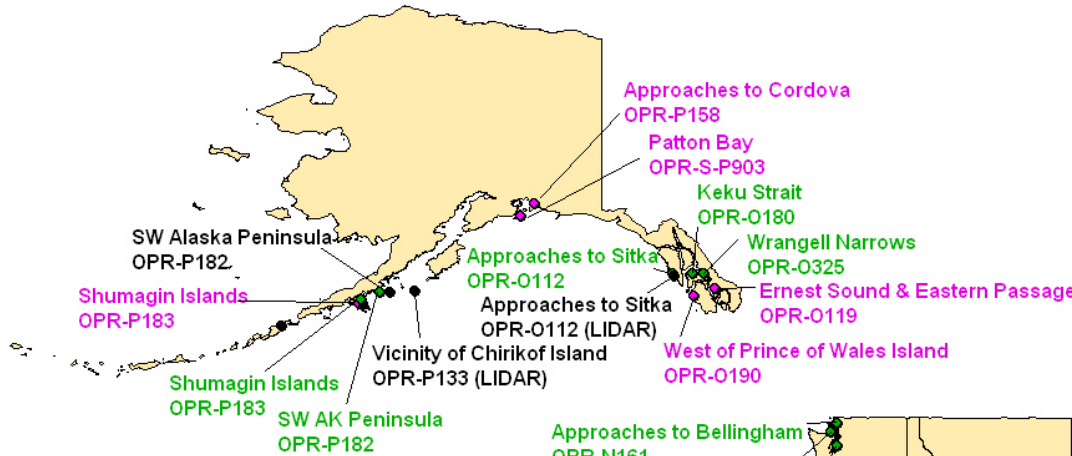 Approaches to Cordova
OPR-P158
Patton Bay
OPR-S-P903
Keku Strait
OPR-O180
SW Alaska Peninsula
OPR-P182
Approaches to Sitka
OPR-O112
Wrangell Narrows
OPR-O325
Shumagin Islands
OPR-P183
Approaches to Sitka
OPR-O112 (LIDAR)
Ernest Sound & Eastern Passage
OPR-O119
Vicinity of Chirikof Island
OPR-P133 (LIDAR)
West of Prince of Wales Island
OPR-O190
Shumagin Islands
OPR-P183
SW AK Peninsula
OPR-P182
Approaches to Bellingham
OPR-N161